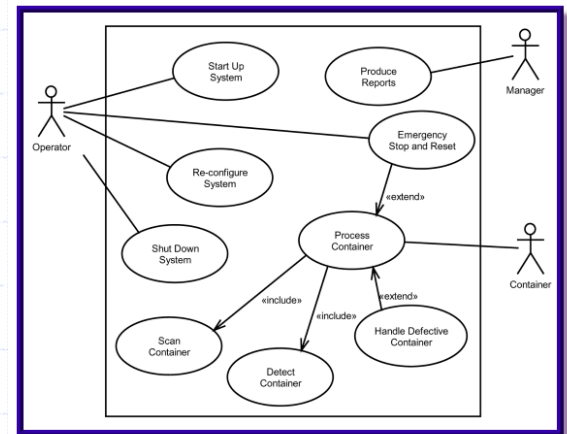 Start Up
System
Produce
Reports
Manager
Operator
Emergency
Stop and Reset
Re-configure
System
«extend»
Process
Container
Shut Down
System
Container
«include»
«extend»
«include»
Scan
Container
Handle Defective
Container
Detect
Container